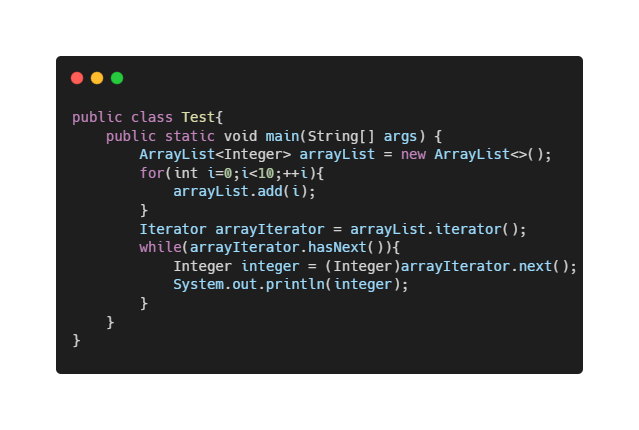 public class Test{
    public static void main(String[] args) {
        ArrayList<Integer> arrayList = new ArrayList<>();
        for(int i=0;i<10;++i){
            arrayList.add(i);
        }
        Iterator arrayIterator = arrayList.iterator();
        while(arrayIterator.hasNext()){
            Integer integer = (Integer)arrayIterator.next();
            System.out.println(integer);
        }
    }
}